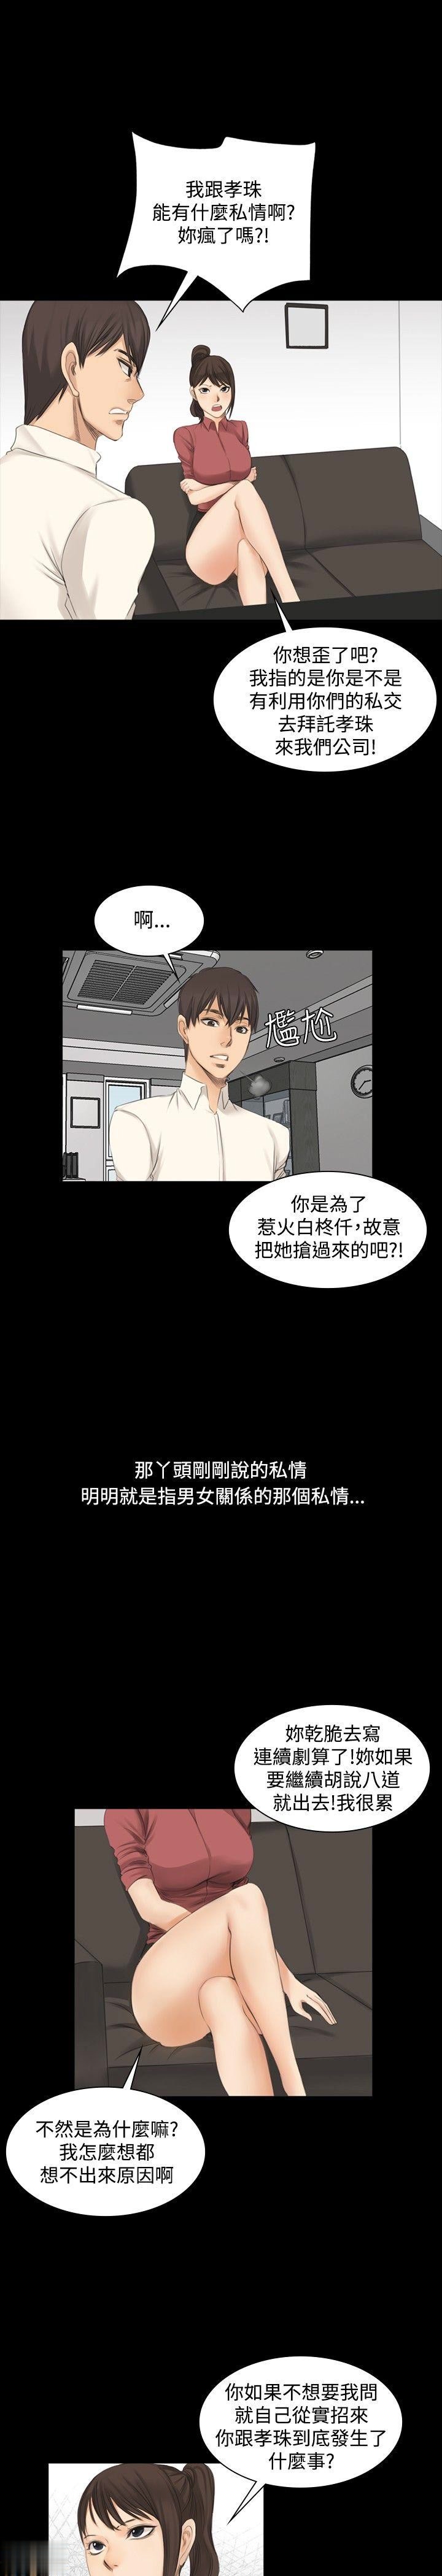 我跟孝珠
能有什麼私情啊?
妳瘋了嗎?!
你想歪了吧?
我指的是你是不是
有利用你們的私交
去拜託孝珠
來我們公司!
啊...
尷尬
你是為了
惹火白柊仟,故意
把她搶過來的吧?!
那丫頭剛剛說的私情
明明就是指男女關係的那個私情...
妳乾脆去寫
連續劇算了!妳如果
要繼續胡說八道
就出去!我很累
不然是為什麼嘛?
我怎麼想都
想不出來原因啊
你如果不想要我問
就自己從實招來
你跟孝珠到底發生了
什麼事?